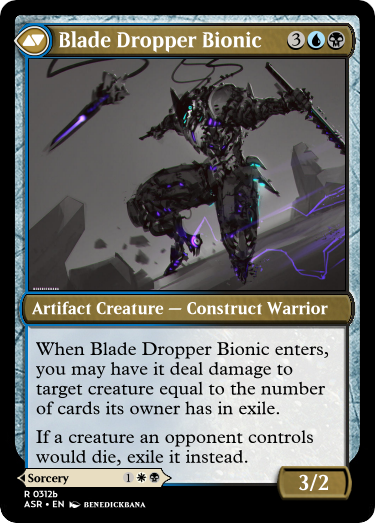 Blade Dropper Bionic 3
Artifact Creature — Construct Warrior
When Blade Dropper Bionic enters,
you may have it deal damage to
target creature equal to the number
of cards its owner has in exile.
If a creature an opponent controls
would die, exile it instead.
Sorcery 1
3/2
R 0312b
ASR • EN BENEDICKBANA